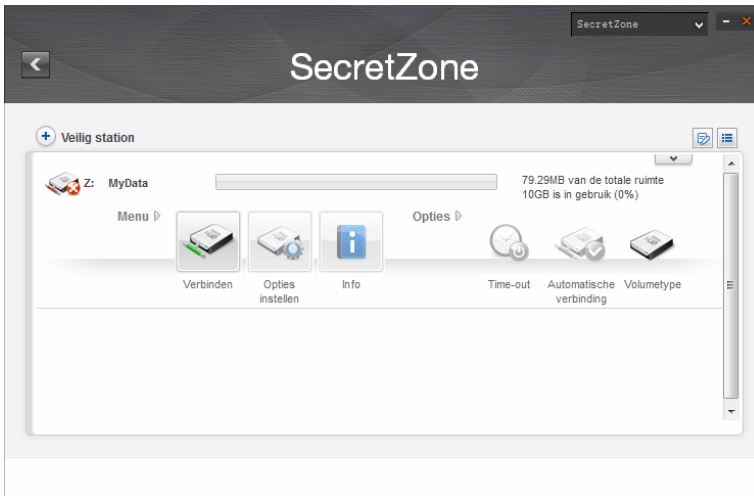 SecretZone
SecretZone
Veilig station
Z: MyData
79.29MB van de totale ruimte
10GB is in gebruik (0%)
Menu
Opties
Verbinden
Opties
instellen
Info
Time-out
Automatische
verbinding
Volumetype